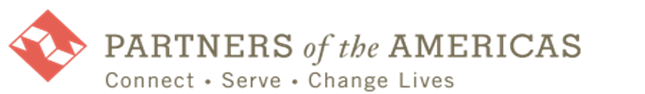 PARTNERS of the AMERICAS
Connect • Serve • Change Lives